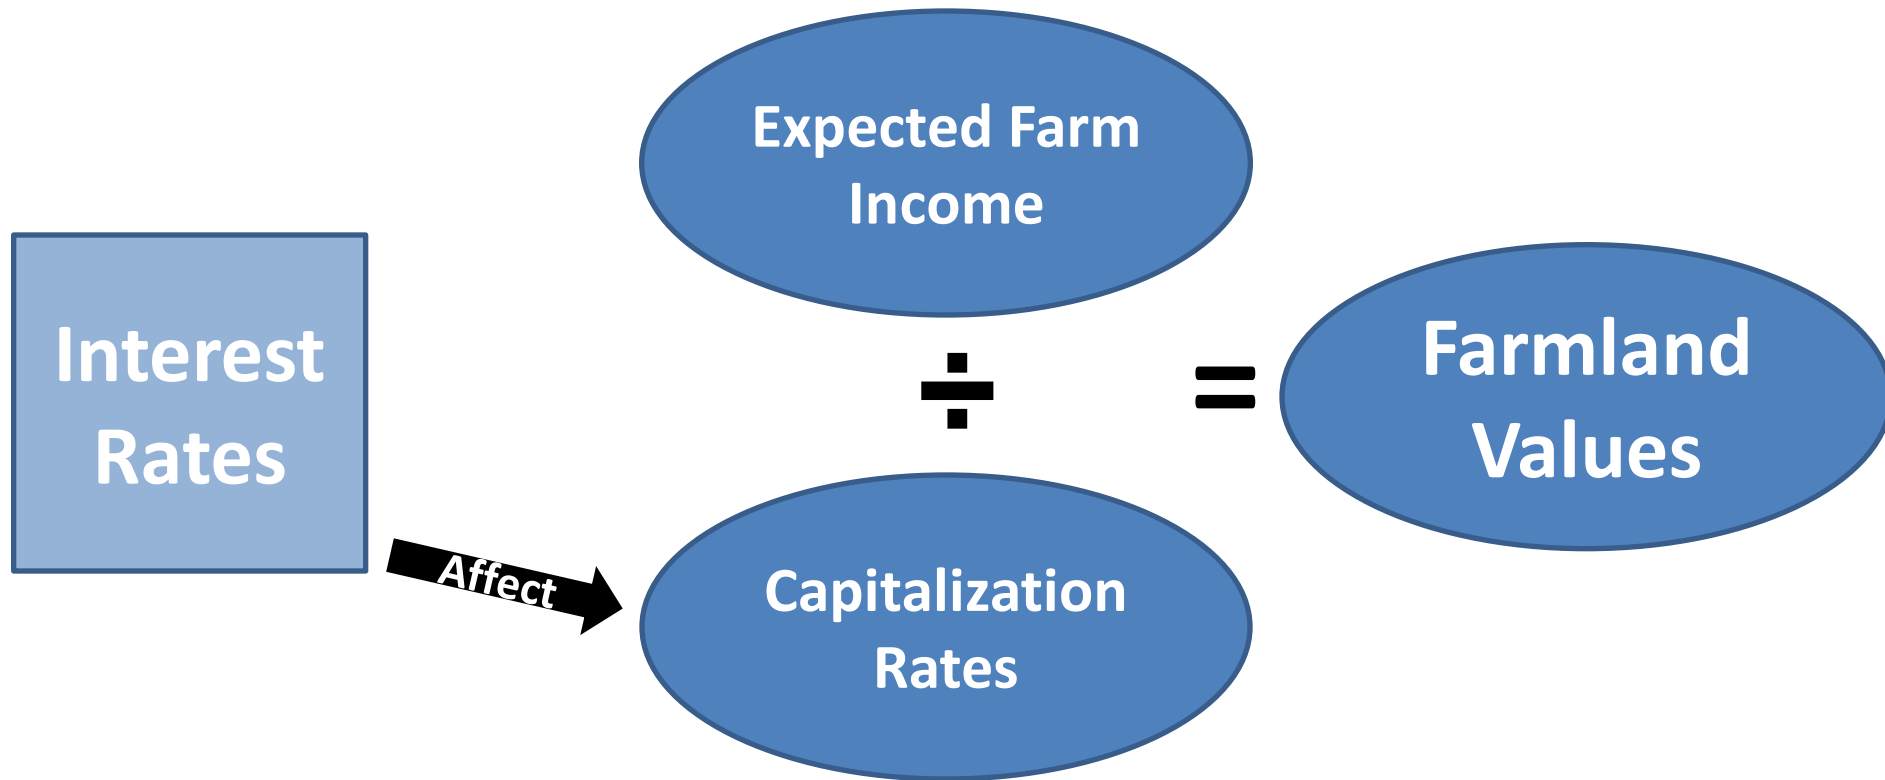 Expected Farm
Income
Interest
Rates
÷
=
Farmland
Values
Affect
Capitalization
Rates